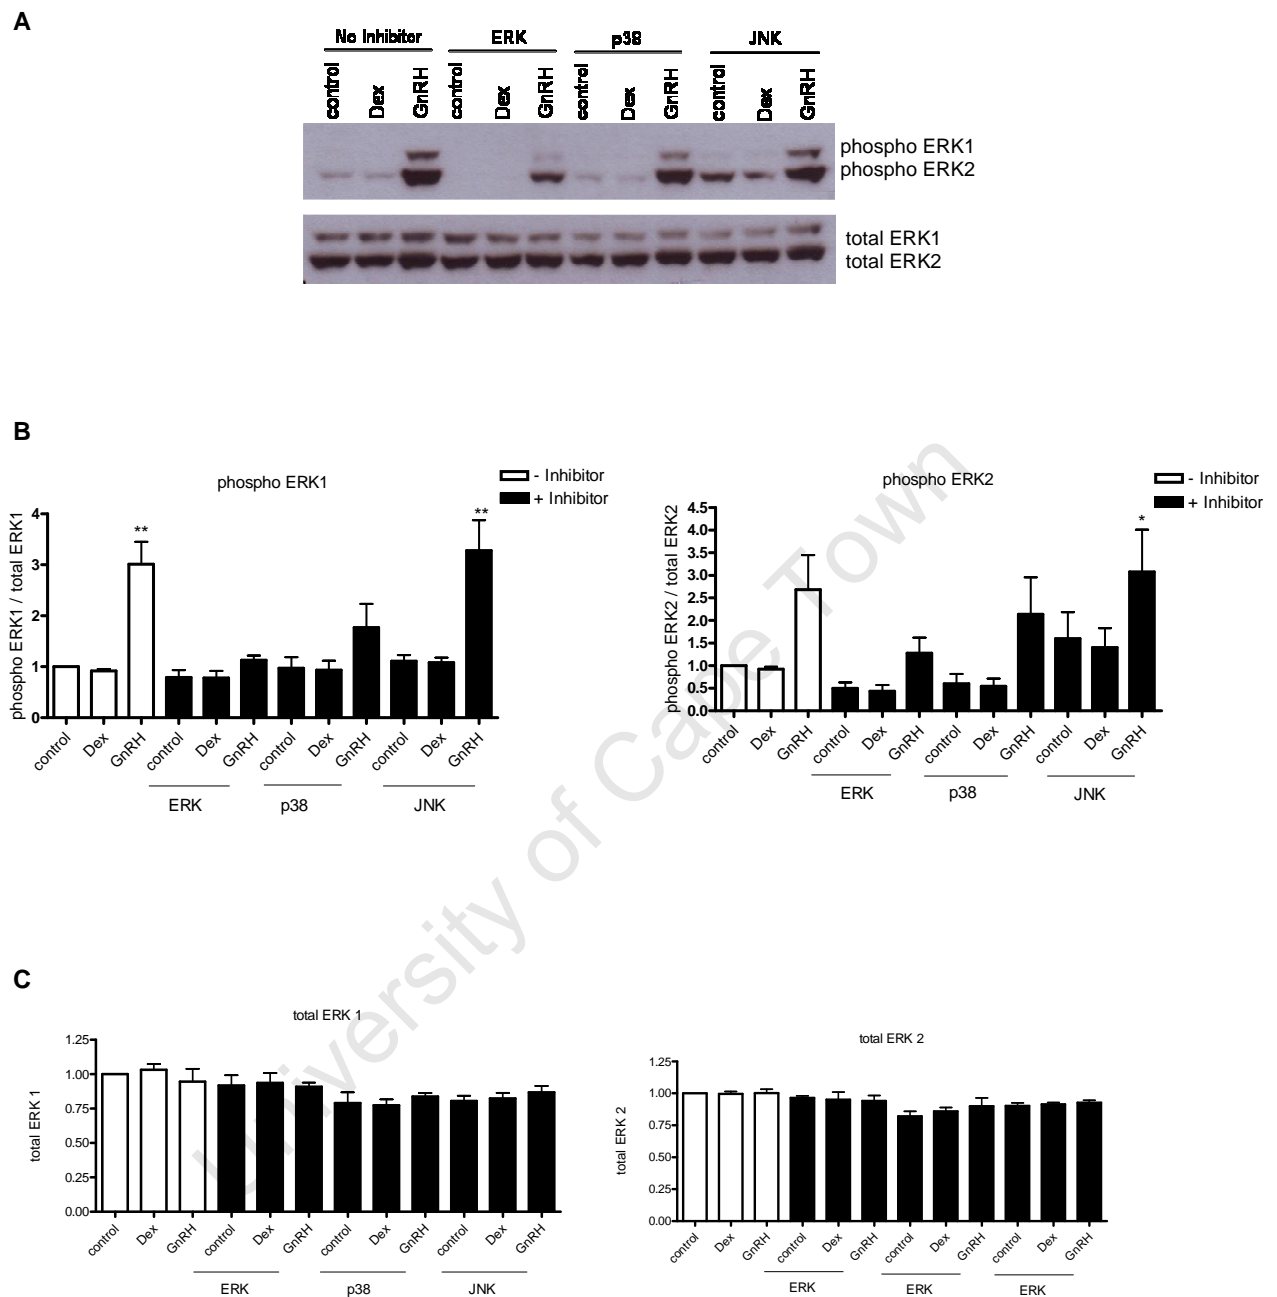 A
No Inhibitor ERK p38 JNK
control Dex GnRH control Dex GnRH control Dex GnRH control Dex GnRH
phospho ERK1
phospho ERK2
total ERK1
total ERK2
B
phospho ERK1
- Inhibitor
+ Inhibitor
phospho ERK1 / total ERK1
4
3
2
1
0
** **
control Dex GnRH control Dex GnRH control Dex GnRH control Dex GnRH
ERK p38 JNK
phospho ERK2
- Inhibitor
+ Inhibitor
phospho ERK2 / total ERK2
4.5
4.0
3.5
3.0
2.5
2.0
1.5
1.0
0.5
0.0
*
control Dex GnRH control Dex GnRH control Dex GnRH control Dex GnRH
ERK p38 JNK
C
total ERK 1
total ERK 1
1.25
1.00
0.75
0.50
0.25
0.00
control Dex GnRH control Dex GnRH control Dex GnRH control Dex GnRH
ERK p38 JNK
total ERK 2
total ERK 2
1.25
1.00
0.75
0.50
0.25
0.00
control Dex GnRH control Dex GnRH control Dex GnRH control Dex GnRH
ERK ERK ERK
University of Cape Town